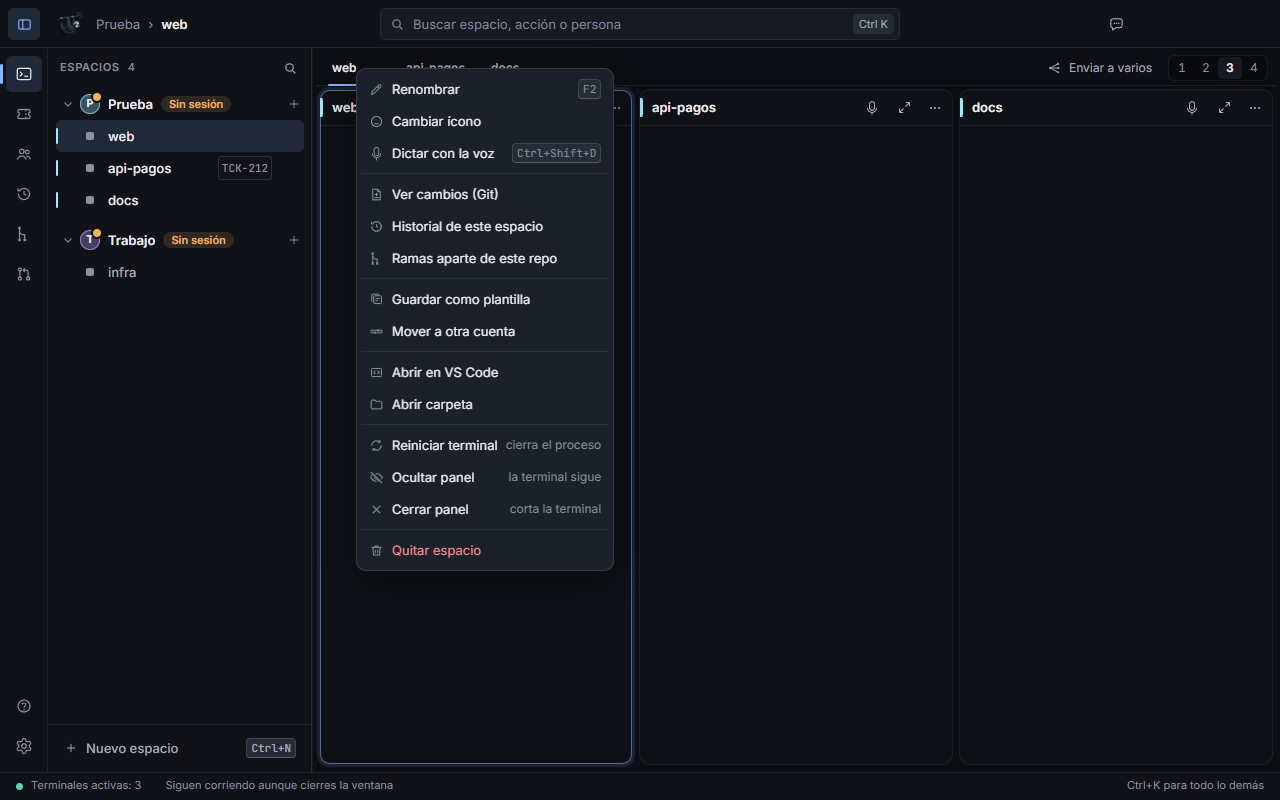 Prueba › web
Buscar espacio, acción o persona
Ctrl K
ESPACIOS 4
P Prueba Sin sesión
web
api-pagos TCK-212
docs
T Trabajo Sin sesión
infra
Nuevo espacio Ctrl+N
web api-pagos docs
Enviar a varios 1 2 3 4
web
api-pagos
docs
Renombrar F2
Cambiar ícono
Dictar con la voz Ctrl+Shift+D
Ver cambios (Git)
Historial de este espacio
Ramas aparte de este repo
Guardar como plantilla
Mover a otra cuenta
Abrir en VS Code
Abrir carpeta
Reiniciar terminal cierra el proceso
Ocultar panel la terminal sigue
Cerrar panel corta la terminal
Quitar espacio
Terminales activas: 3 Siguen corriendo aunque cierres la ventana
Ctrl+K para todo lo demás